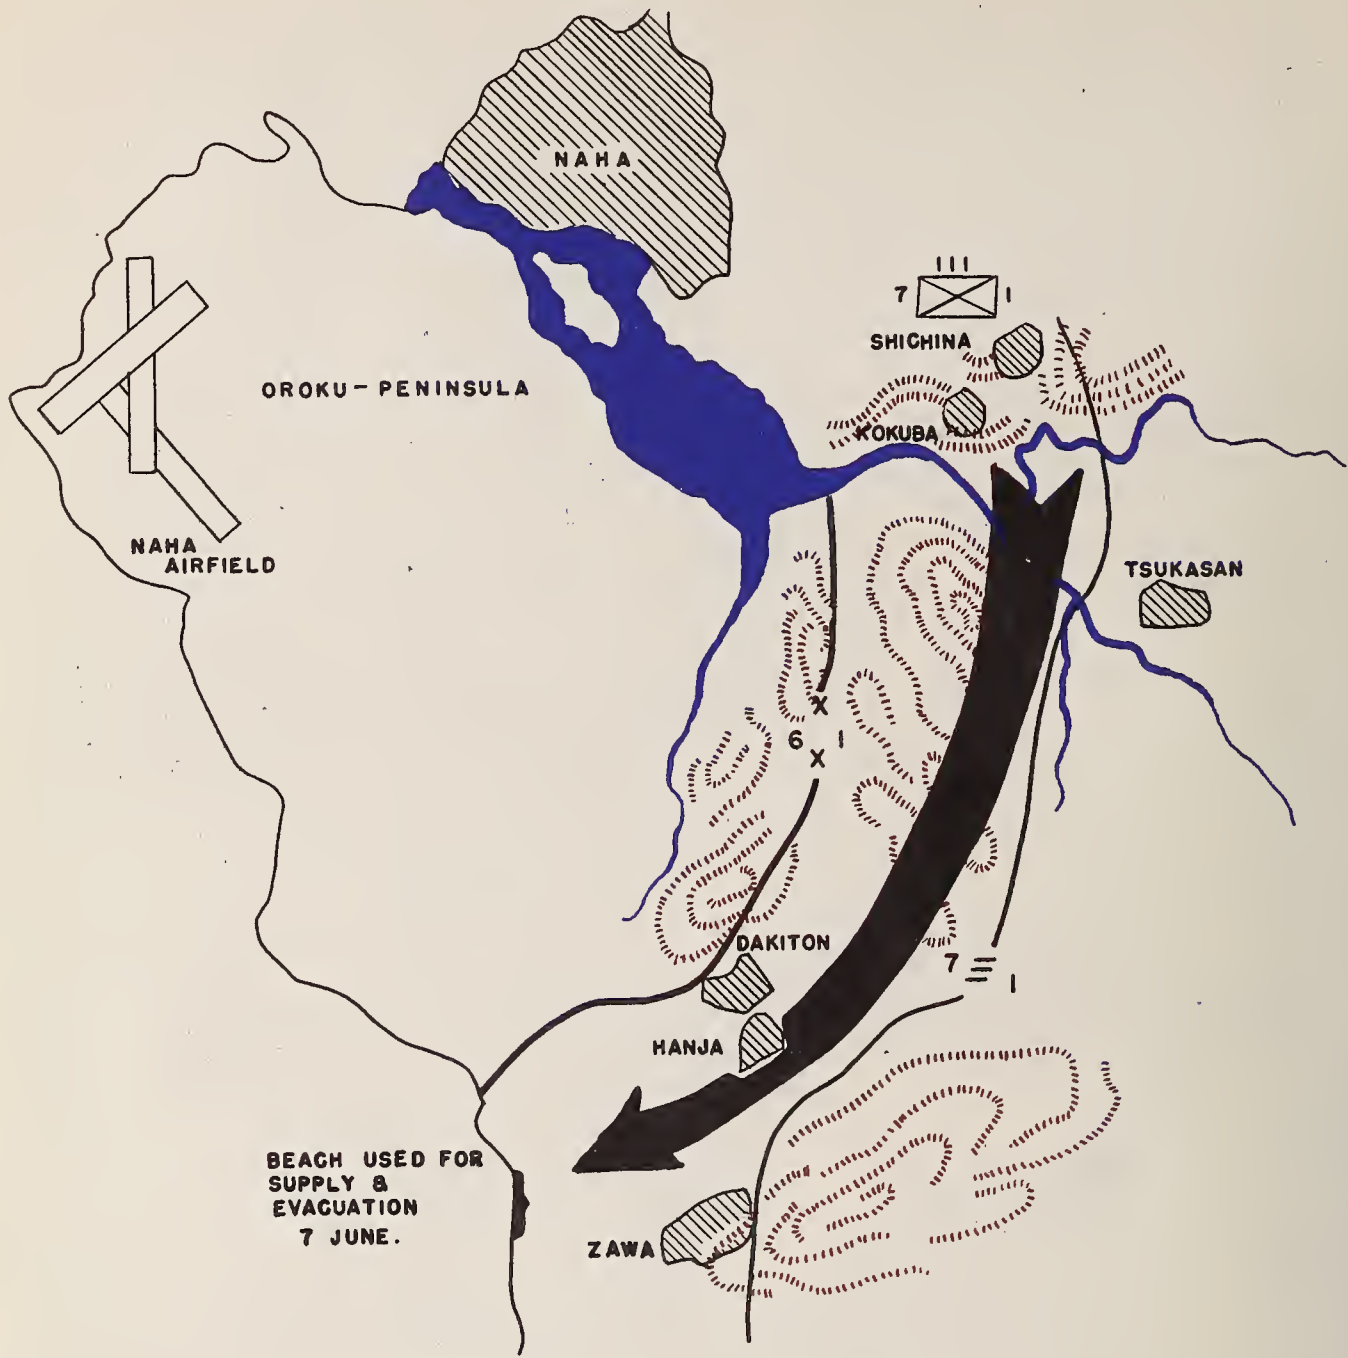 NAHA
III
7 1
SHICHINA
OROKU - PENINSULA
KOKUBA
NAHA
AIRFIELD
TSUKASAN
X
6 1
X
DAKITON
7 1
HANJA
BEACH USED FOR
SUPPLY &
EVACUATION
7 JUNE.
ZAWA